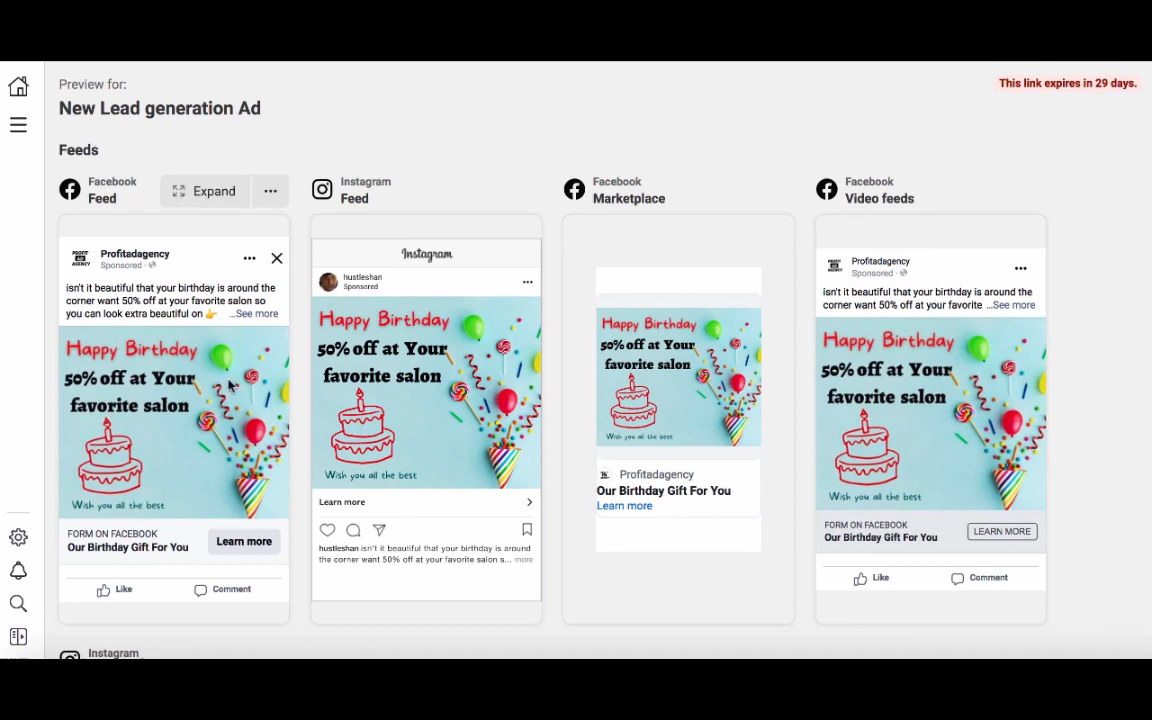 Preview for:
New Lead generation Ad
This link expires in 29 days.
Feeds
Facebook
Feed
Expand
Profitadagency
Sponsored
isn't it beautiful that your birthday is around the
corner want 50% off at your favorite salon so
you can look extra beautiful on 👉 ...See more
Happy Birthday
50% off at Your
favorite salon
Wish you all the best
FORM ON FACEBOOK
Our Birthday Gift For You
Learn more
Like
Comment
Instagram
Feed
Instagram
hustleshan
Sponsored
Happy Birthday
50% off at Your
favorite salon
Wish you all the best
Learn more
hustleshan isn't it beautiful that your birthday is around
the corner want 50% off at your favorite salon s... more
Facebook
Marketplace
Happy Birthday
50% off at Your
favorite salon
Wish you all the best
Profitadagency
Our Birthday Gift For You
Learn more
Facebook
Video feeds
Profitadagency
Sponsored
isn't it beautiful that your birthday is around the
corner want 50% off at your favorite ...See more
Happy Birthday
50% off at Your
favorite salon
Wish you all the best
FORM ON FACEBOOK
Our Birthday Gift For You
LEARN MORE
Like
Comment
Instagram